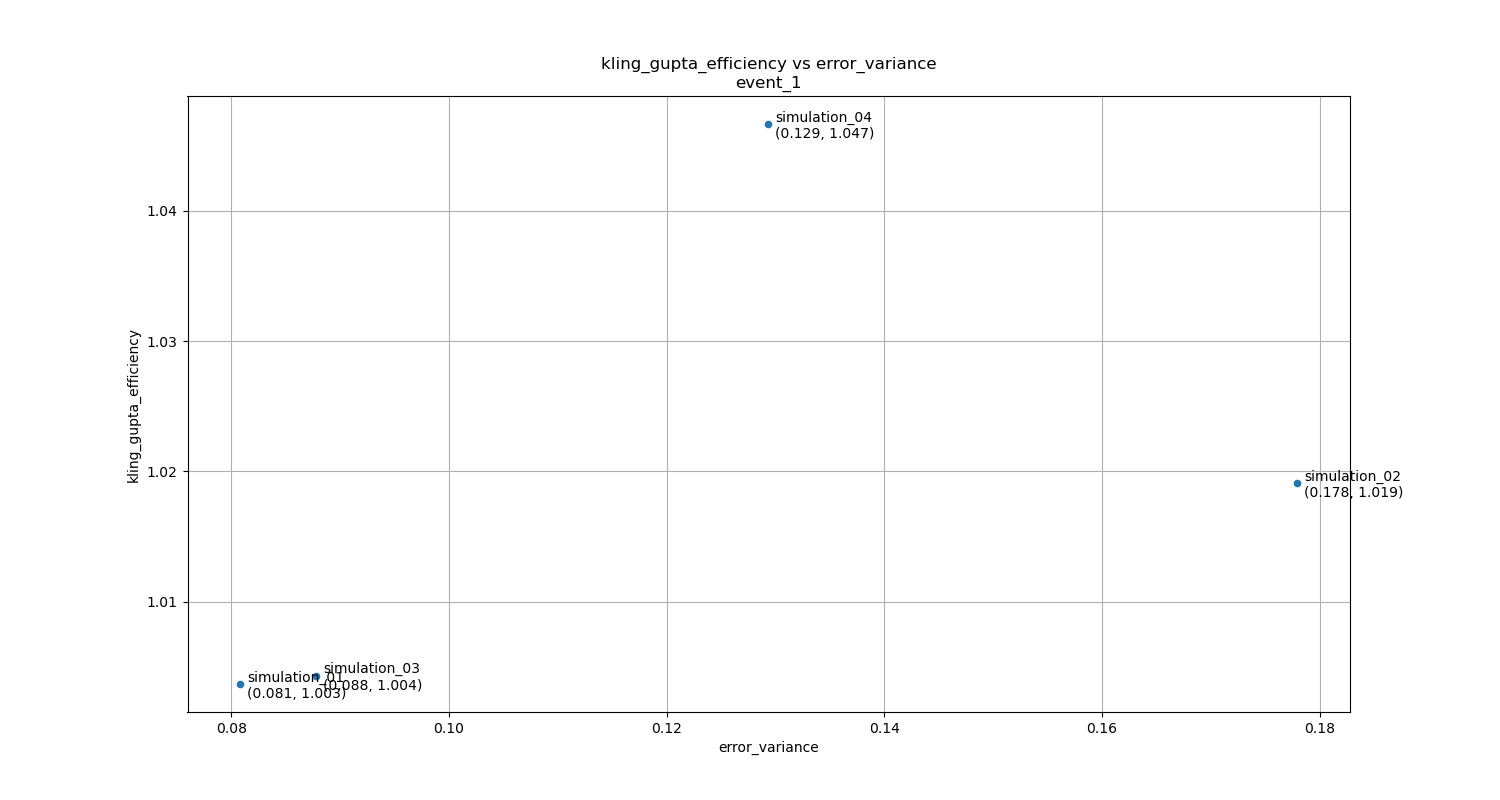 kling_gupta_efficiency vs error_variance
event_1
simulation_04
(0.129, 1.047)
1.04
1.03
kling_gupta_efficiency
1.02
simulation_02
(0.178, 1.019)
1.01
simulation_03
(0.088, 1.004)
simulation_01
(0.081, 1.003)
0.08
0.10
0.12
0.14
0.16
0.18
error_variance